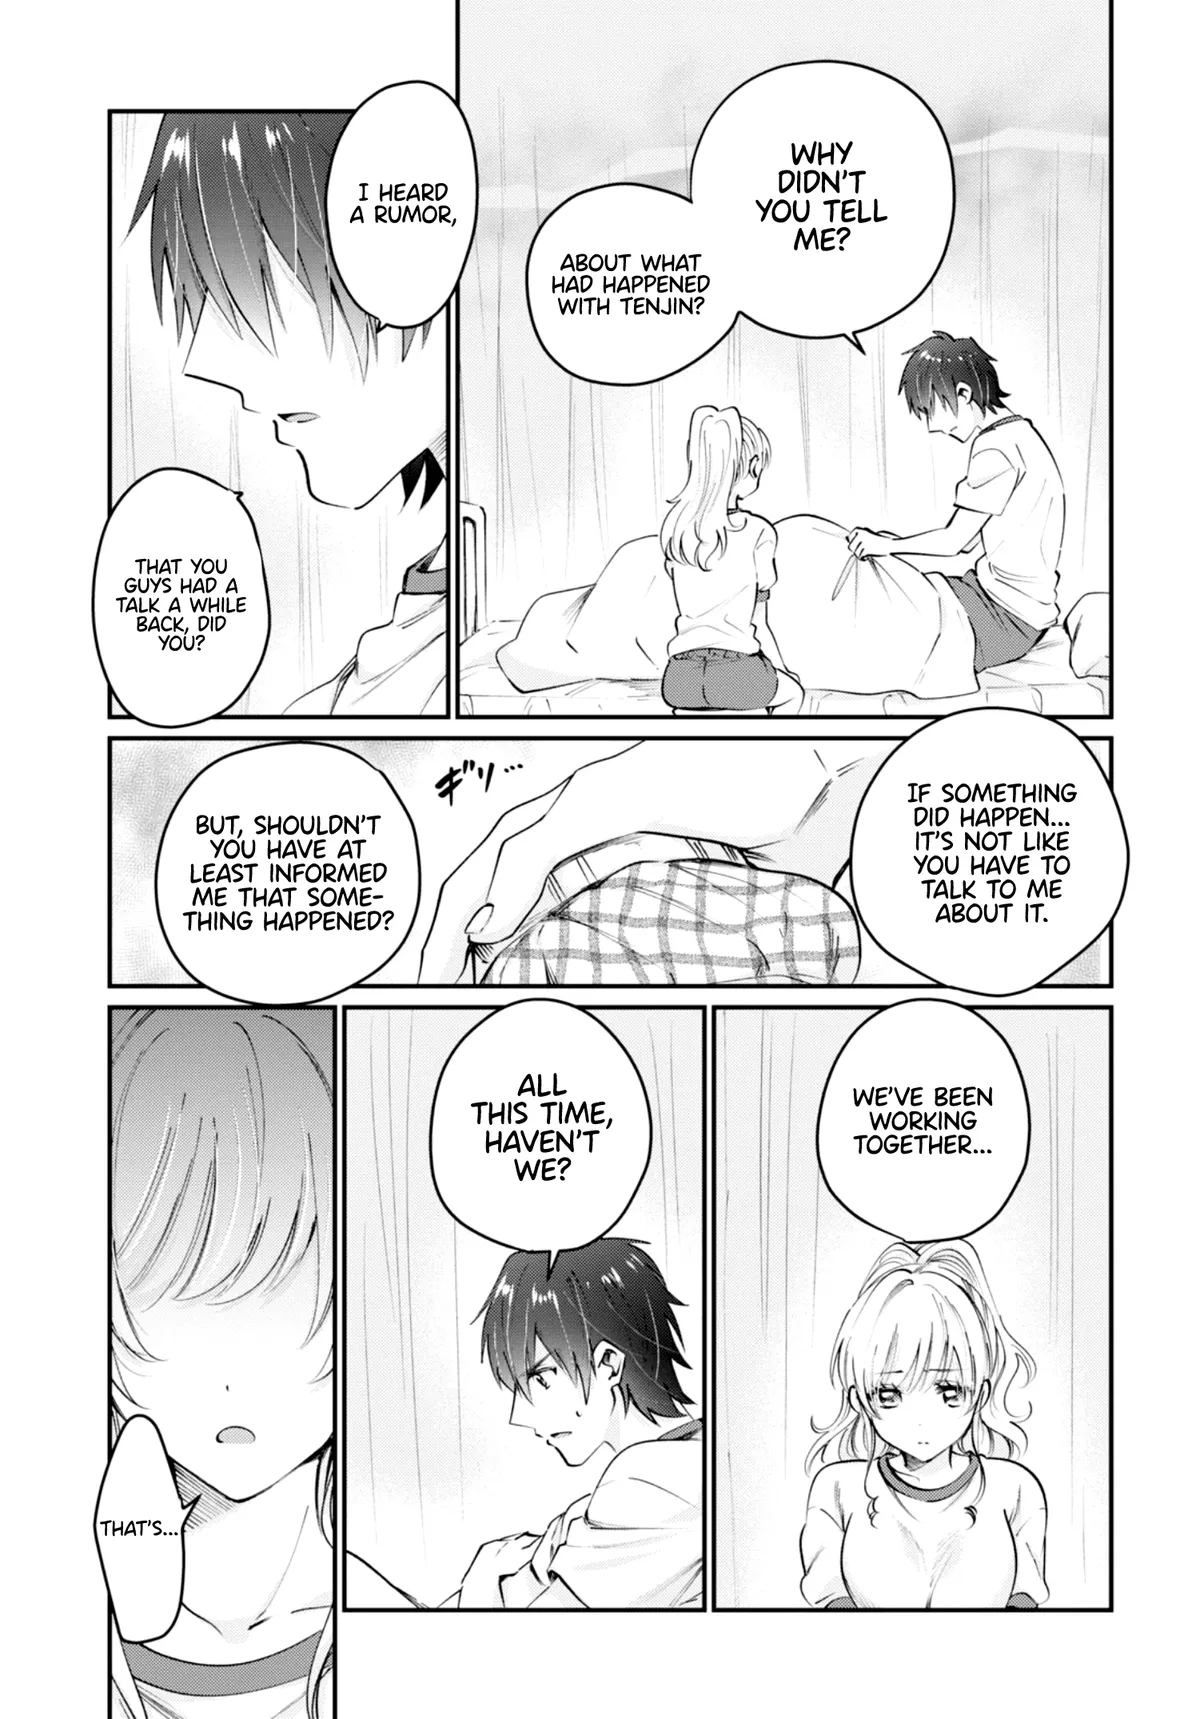 WHY
DIDN'T
YOU TELL
ME?
ABOUT WHAT
HAD HAPPENED
WITH TENJIN?
I HEARD
A RUMOR,
THAT YOU
GUYS HAD A
TALK A WHILE
BACK, DID
YOU?
IF SOMETHING
DID HAPPEN...
IT'S NOT LIKE
YOU HAVE TO
TALK TO ME
ABOUT IT.
ギリ...
BUT, SHOULDN'T
YOU HAVE AT
LEAST INFORMED
ME THAT SOME-
THING HAPPENED?
WE'VE BEEN
WORKING
TOGETHER...
ALL
THIS TIME,
HAVEN'T
WE?
THAT'S...